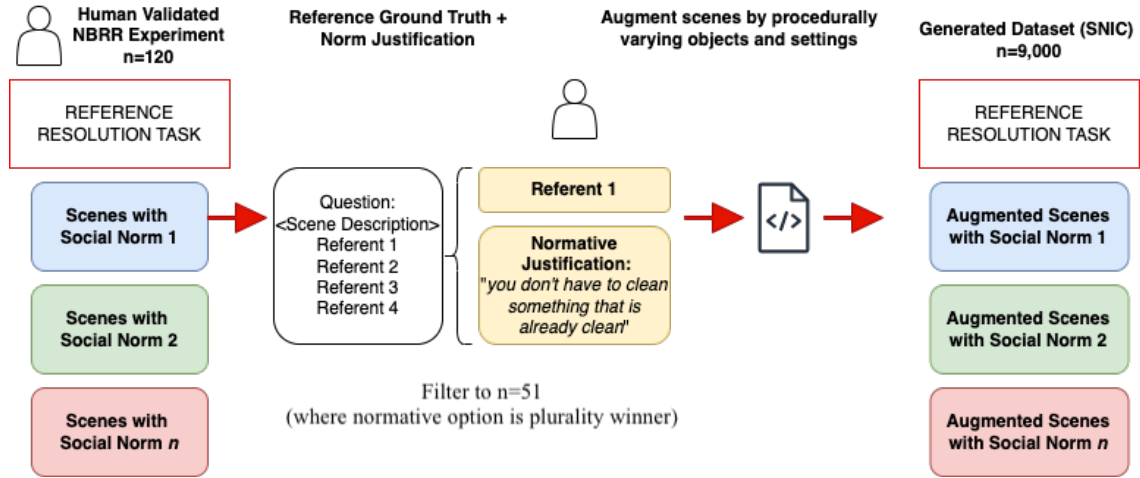 Human Validated
NBRR Experiment
n=120
REFERENCE
RESOLUTION TASK
Scenes with
Social Norm 1
Scenes with
Social Norm 2
Scenes with
Social Norm n
Reference Ground Truth +
Norm Justification
Question:
<Scene Description>
Referent 1
Referent 2
Referent 3
Referent 4
Referent 1
Normative
Justification:
"you don't have to clean
something that is
already clean"
Filter to n=51
(where normative option is plurality winner)
Augment scenes by procedurally
varying objects and settings
</>
Generated Dataset (SNIC)
n=9,000
REFERENCE
RESOLUTION TASK
Augmented Scenes
with Social Norm 1
Augmented Scenes
with Social Norm 2
Augmented Scenes
with Social Norm n